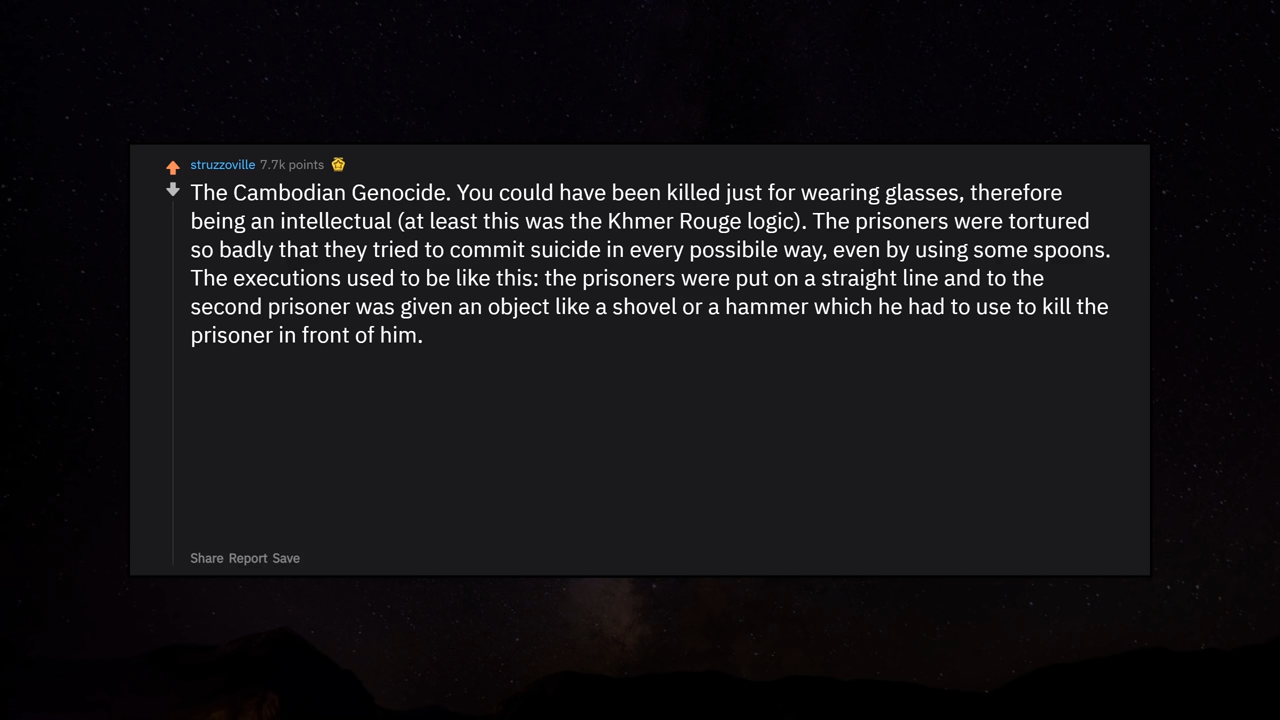 struzzoville 7.7k points
The Cambodian Genocide. You could have been killed just for wearing glasses, therefore
being an intellectual (at least this was the Khmer Rouge logic). The prisoners were tortured
so badly that they tried to commit suicide in every possibile way, even by using some spoons.
The executions used to be like this: the prisoners were put on a straight line and to the
second prisoner was given an object like a shovel or a hammer which he had to use to kill the
prisoner in front of him.
Share Report Save